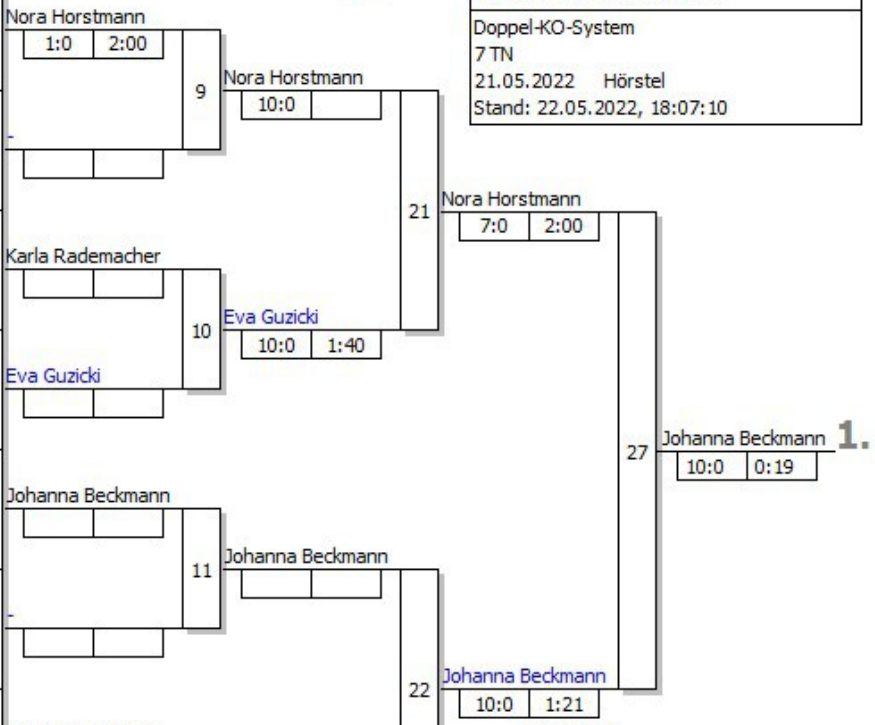 Nora Horstmann
1:0 2:00
9
-
Nora Horstmann
10:0
Doppel-KO-System
7 TN
21.05.2022 Hörstel
Stand: 22.05.2022, 18:07:10
21
Nora Horstmann
7:0 2:00
Karla Rademacher
10
Eva Guzicki
10:0 1:40
Eva Guzicki
27
Johanna Beckmann 1.
10:0 0:19
Johanna Beckmann
11
-
Johanna Beckmann
22
Johanna Beckmann
10:0 1:21